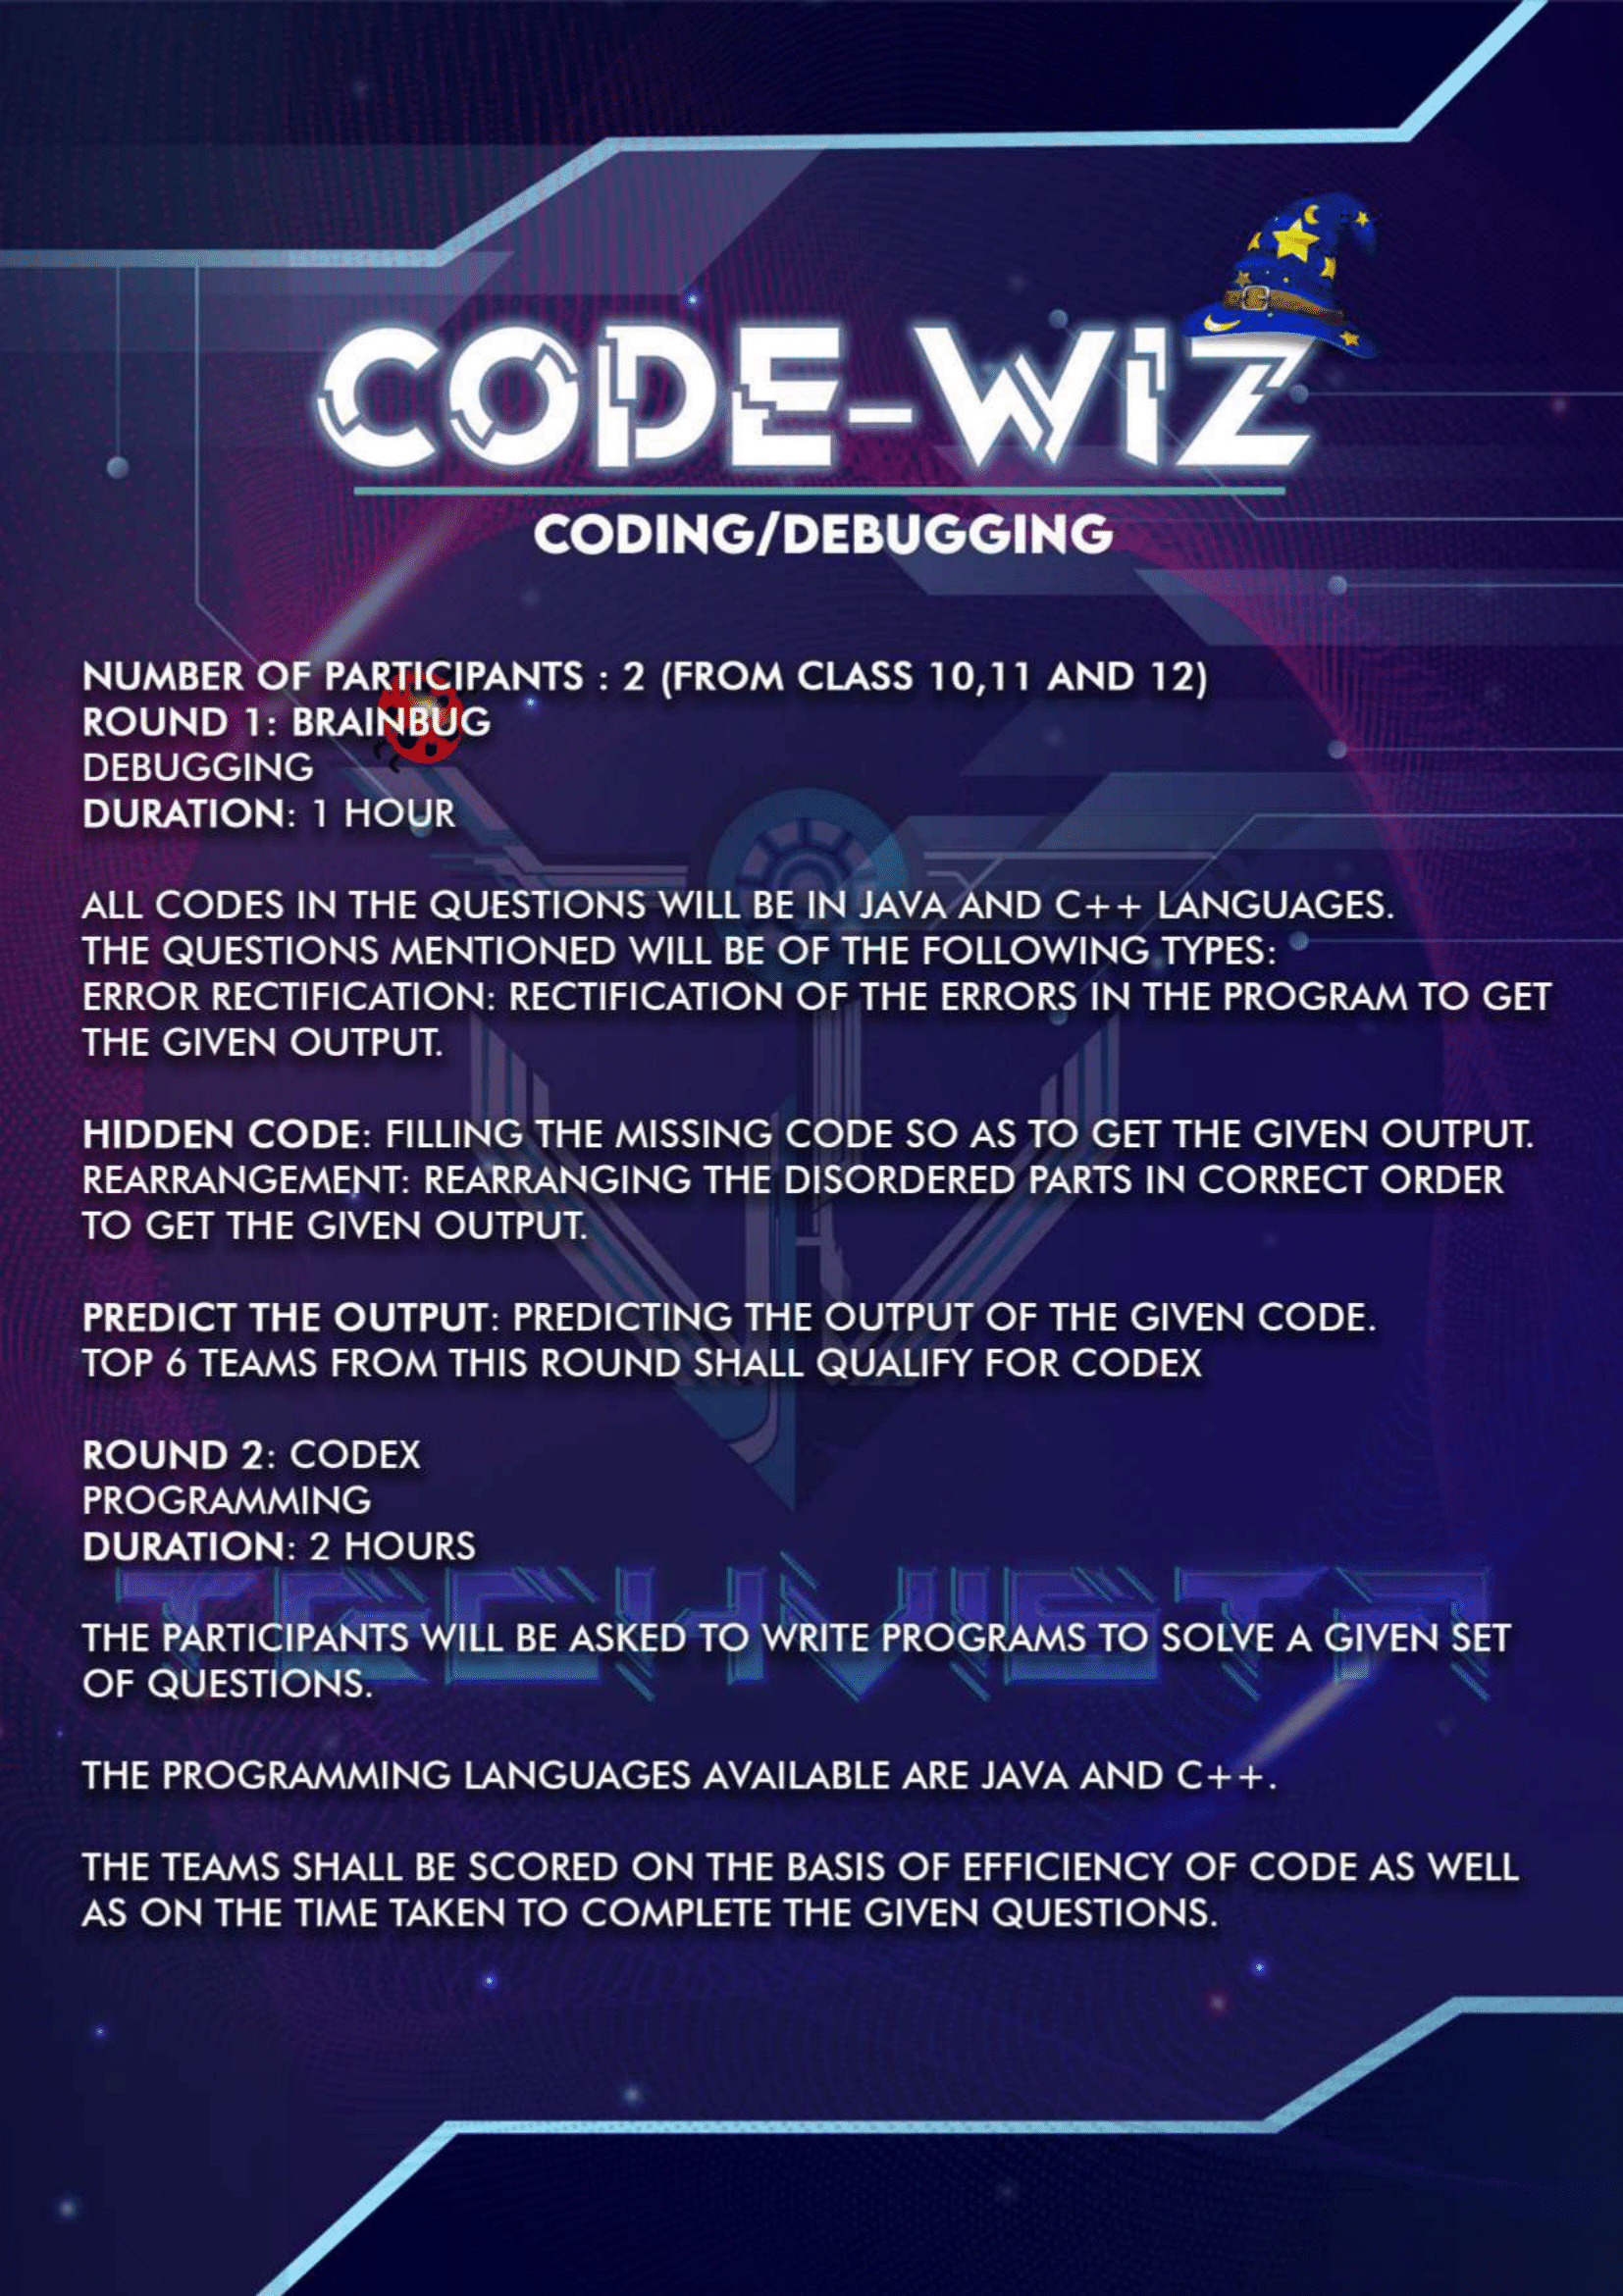 CODE-WIZ
CODING/DEBUGGING
NUMBER OF PARTICIPANTS : 2 (FROM CLASS 10,11 AND 12)
ROUND 1: BRAINBUG
DEBUGGING
DURATION: 1 HOUR
ALL CODES IN THE QUESTIONS WILL BE IN JAVA AND C++ LANGUAGES.
THE QUESTIONS MENTIONED WILL BE OF THE FOLLOWING TYPES:
ERROR RECTIFICATION: RECTIFICATION OF THE ERRORS IN THE PROGRAM TO GET
THE GIVEN OUTPUT.
HIDDEN CODE: FILLING THE MISSING CODE SO AS TO GET THE GIVEN OUTPUT.
REARRANGEMENT: REARRANGING THE DISORDERED PARTS IN CORRECT ORDER
TO GET THE GIVEN OUTPUT.
PREDICT THE OUTPUT: PREDICTING THE OUTPUT OF THE GIVEN CODE.
TOP 6 TEAMS FROM THIS ROUND SHALL QUALIFY FOR CODEX
ROUND 2: CODEX
PROGRAMMING
DURATION: 2 HOURS
TECHVISTA
THE PARTICIPANTS WILL BE ASKED TO WRITE PROGRAMS TO SOLVE A GIVEN SET
OF QUESTIONS.
THE PROGRAMMING LANGUAGES AVAILABLE ARE JAVA AND C++.
THE TEAMS SHALL BE SCORED ON THE BASIS OF EFFICIENCY OF CODE AS WELL
AS ON THE TIME TAKEN TO COMPLETE THE GIVEN QUESTIONS.